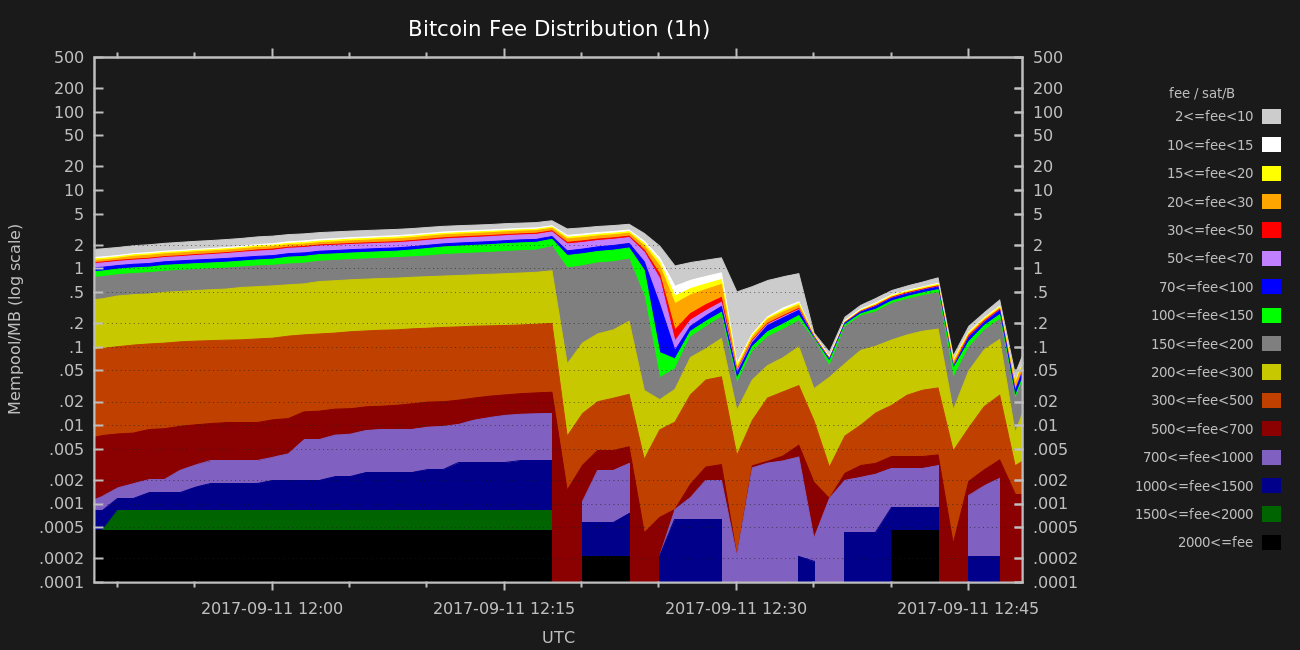 Bitcoin Fee Distribution (1h)
Mempool/MB (log scale)
500
200
100
50
20
10
5
2
1
.5
.2
.1
.05
.02
.01
.005
.002
.001
.0005
.0002
.0001
500
200
100
50
20
10
5
2
1
.5
.2
.1
.05
.02
.01
.005
.002
.001
.0005
.0002
.0001
2017-09-11 12:00
2017-09-11 12:15
2017-09-11 12:30
2017-09-11 12:45
UTC
fee / sat/B
2<=fee<10
10<=fee<15
15<=fee<20
20<=fee<30
30<=fee<50
50<=fee<70
70<=fee<100
100<=fee<150
150<=fee<200
200<=fee<300
300<=fee<500
500<=fee<700
700<=fee<1000
1000<=fee<1500
1500<=fee<2000
2000<=fee